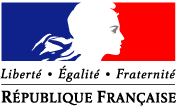 Liberté • Égalité • Fraternité
RÉPUBLIQUE FRANÇAISE